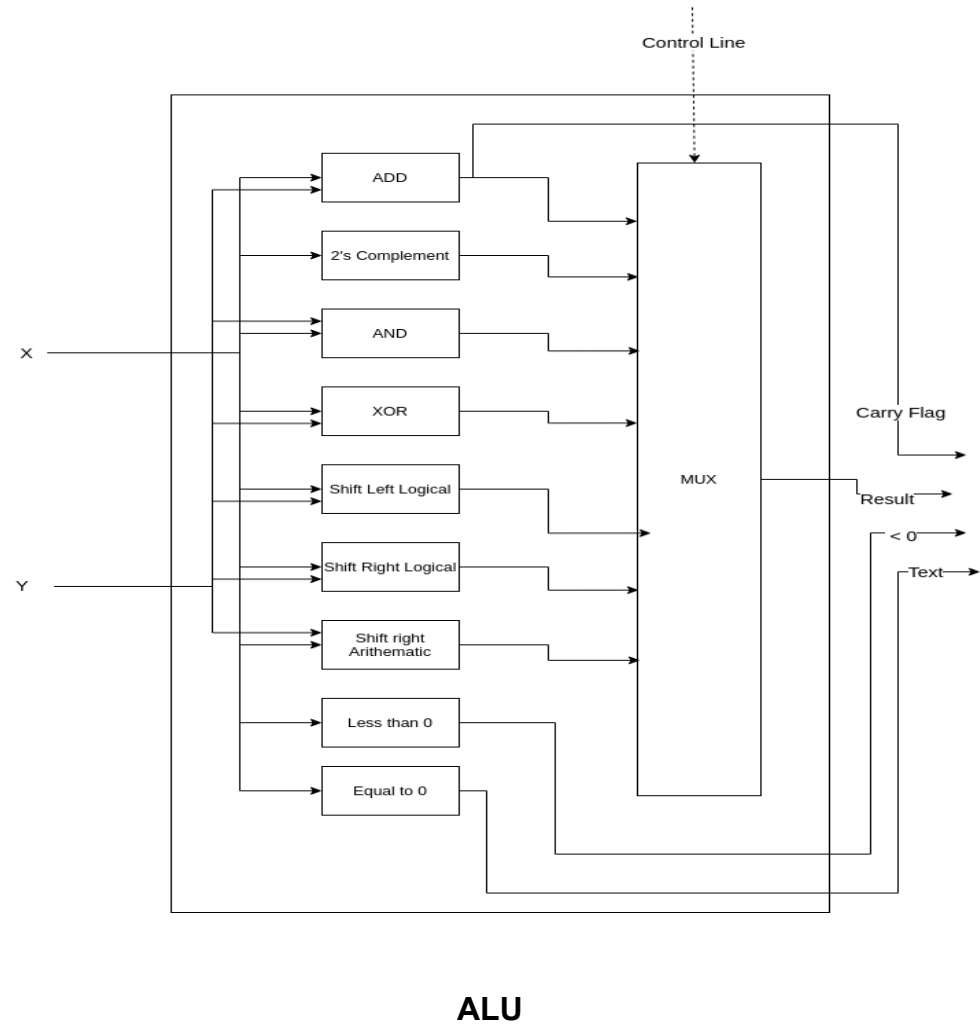 Control Line
ADD
2's Complement
AND
X
XOR
Carry Flag
MUX
Shift Left Logical
Result
< 0
Y
Shift Right Logical
Text
Shift right
Arithematic
Less than 0
Equal to 0
ALU